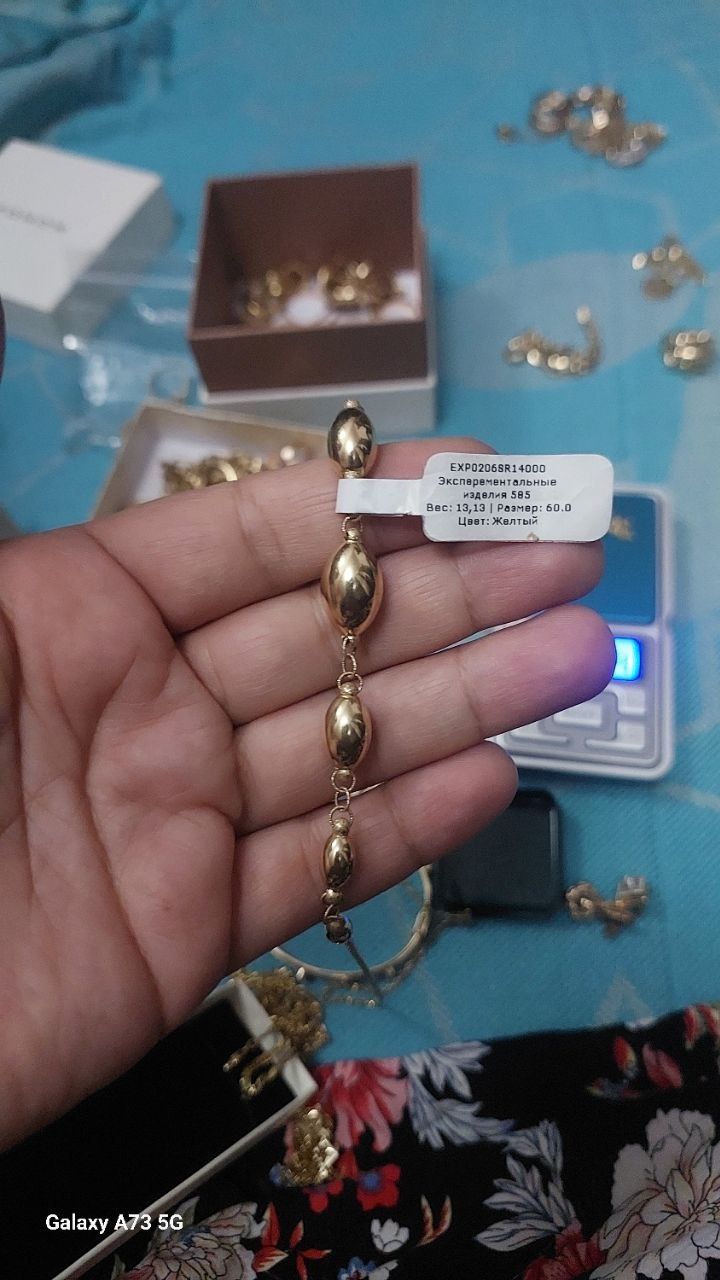 EXP0206SR14000
Эксперементальные
изделия 585
Вес: 13,13 | Размер: 60.0
Цвет: Желтый
Galaxy A73 5G